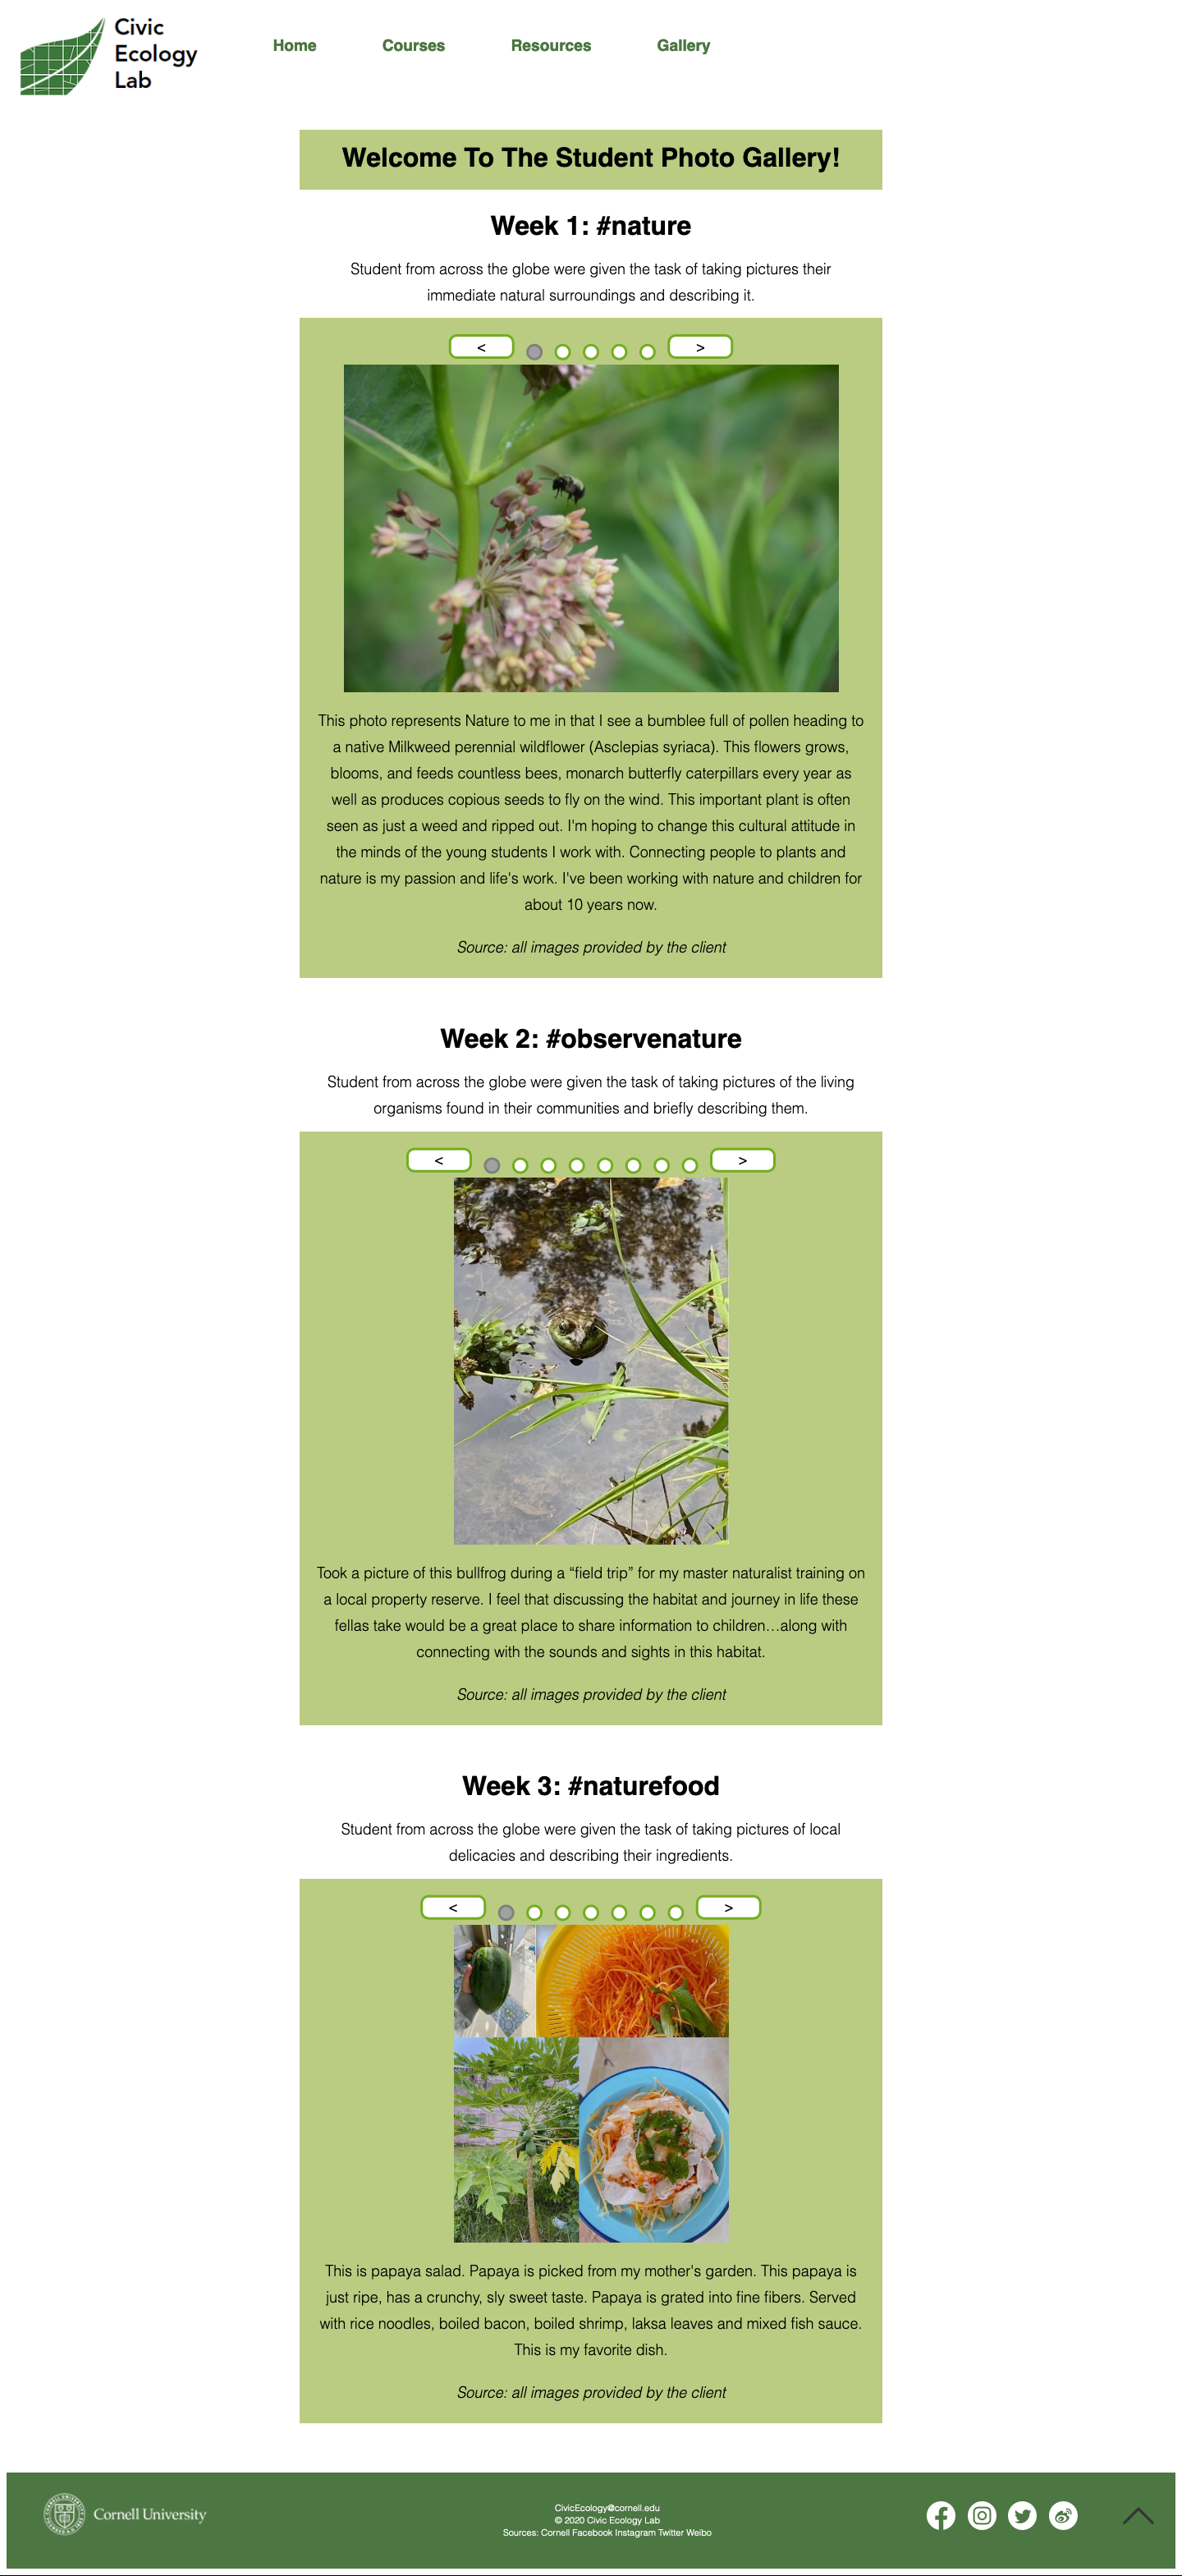 Civic
Ecology
Lab
Home Courses Resources Gallery
Welcome To The Student Photo Gallery!
Week 1: #nature
Student from across the globe were given the task of taking pictures their
immediate natural surroundings and describing it.
< >
This photo represents Nature to me in that I see a bumblee full of pollen heading to
a native Milkweed perennial wildflower (Asclepias syriaca). This flowers grows,
blooms, and feeds countless bees, monarch butterfly caterpillars every year as
well as produces copious seeds to fly on the wind. This important plant is often
seen as just a weed and ripped out. I'm hoping to change this cultural attitude in
the minds of the young students I work with. Connecting people to plants and
nature is my passion and life's work. I've been working with nature and children for
about 10 years now.
Source: all images provided by the client
Week 2: #observenature
Student from across the globe were given the task of taking pictures of the living
organisms found in their communities and briefly describing them.
< >
Took a picture of this bullfrog during a “field trip” for my master naturalist training on
a local property reserve. I feel that discussing the habitat and journey in life these
fellas take would be a great place to share information to children…along with
connecting with the sounds and sights in this habitat.
Source: all images provided by the client
Week 3: #naturefood
Student from across the globe were given the task of taking pictures of local
delicacies and describing their ingredients.
< >
This is papaya salad. Papaya is picked from my mother's garden. This papaya is
just ripe, has a crunchy, sly sweet taste. Papaya is grated into fine fibers. Served
with rice noodles, boiled bacon, boiled shrimp, laksa leaves and mixed fish sauce.
This is my favorite dish.
Source: all images provided by the client
Cornell University
CivicEcology@cornell.edu
© 2020 Civic Ecology Lab
Sources: Cornell Facebook Instagram Twitter Weibo